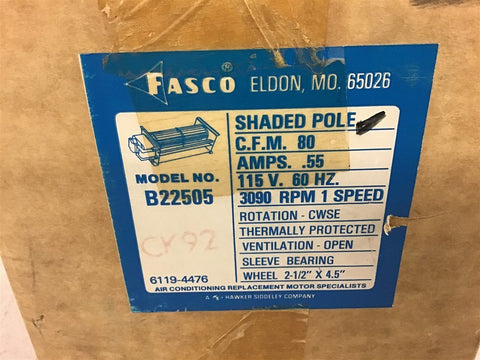 FASCO ELDON, MO. 65026
SHADED POLE
C.F.M. 80
AMPS. .55
MODEL NO.
115 V. 60 HZ.
B22505
3090 RPM 1 SPEED
ROTATION - CWSE
THERMALLY PROTECTED
CK92
VENTILATION - OPEN
SLEEVE BEARING
6119-4476
WHEEL 2-1/2" X 4.5"
AIR CONDITIONING REPLACEMENT MOTOR SPECIALISTS
A HAWKER SIDDELEY COMPANY